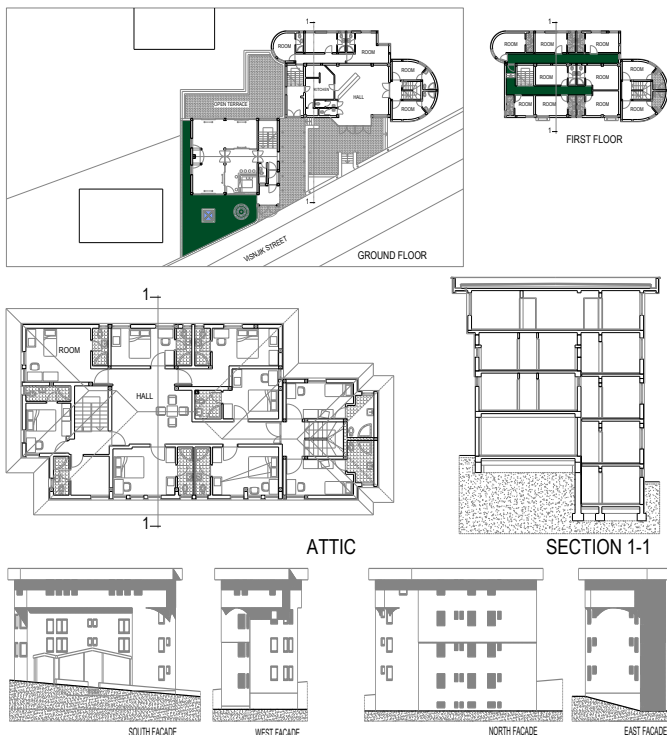 1
ROOM
ROOM
ROOM
KITCHEN
HALL
ROOM
OPEN TERRACE
1
VISNJIK STREET
GROUND FLOOR
1
ROOM
ROOM
ROOM
ROOM
ROOM
ROOM
ROOM
ROOM
ROOM
ROOM
1
FIRST FLOOR
1
ROOM
HALL
1
ATTIC
SECTION 1-1
SOUTH FACADE
WEST FACADE
NORTH FACADE
EAST FACADE